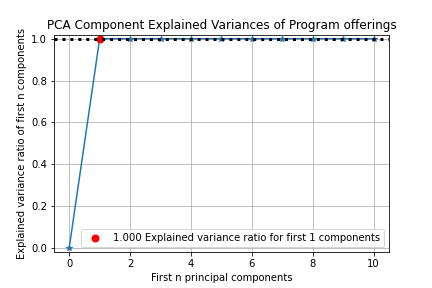 PCA Component Explained Variances of Program offerings
Explained variance ratio of first n components
1.0
0.8
0.6
0.4
0.2
0.0
1.000 Explained variance ratio for first 1 components
0 2 4 6 8 10
First n principal components